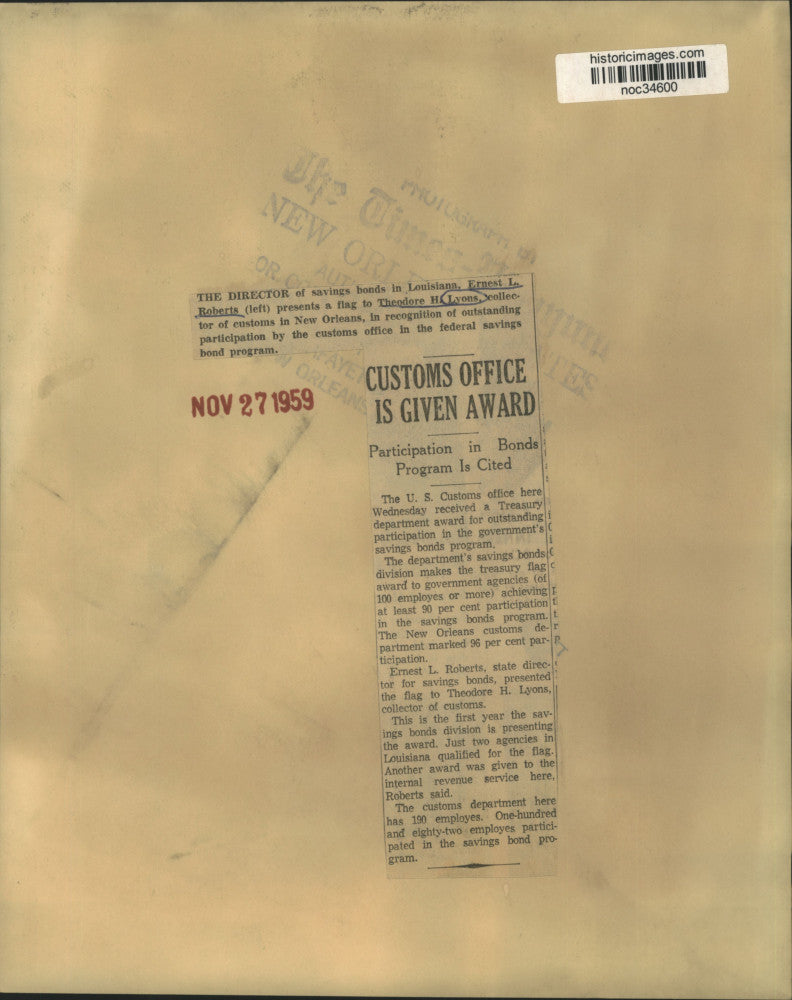 historicimages.com
noc34600
PHOTOGRAPH
The Times
NEW ORL
THE DIRECTOR of savings bonds in Louisiana, Ernest L.
Roberts (left) presents a flag to Theodore H. Lyons, collec-
tor of customs in New Orleans, in recognition of outstanding
participation by the customs office in the federal savings
bond program.
NOV 27 1959
ORLEANS
CUSTOMS OFFICE
IS GIVEN AWARD
Participation in Bonds
Program Is Cited
The U. S. Customs office here
Wednesday received a Treasury
department award for outstanding
participation in the government's
savings bonds program.
The department's savings bonds
division makes the treasury flag
award to government agencies (of
100 employes or more) achieving
at least 90 per cent participation
in the savings bonds program.
The New Orleans customs de-
partment marked 96 per cent par-
ticipation.
Ernest L. Roberts, state direc-
tor for savings bonds, presented
the flag to Theodore H. Lyons,
collector of customs.
This is the first year the sav-
ings bonds division is presenting
the award. Just two agencies in
Louisiana qualified for the flag.
Another award was given to the
internal revenue service here,
Roberts said.
The customs department here
has 190 employes. One-hundred
and eighty-two employes partici-
pated in the savings bond pro-
gram.